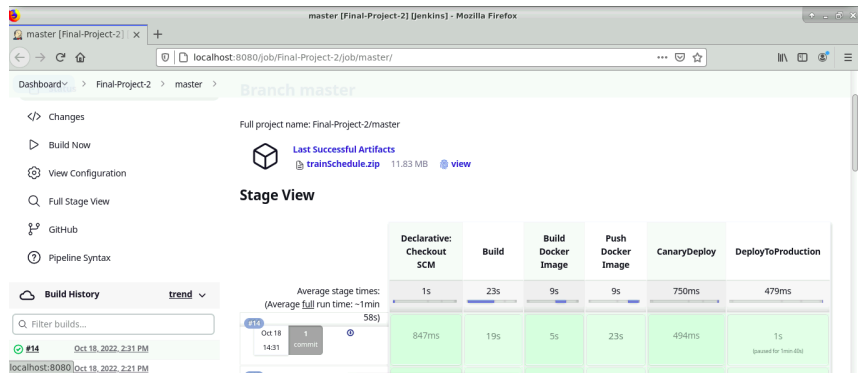 master [Final-Project-2] [Jenkins] - Mozilla Firefox
master [Final-Project-2]
localhost:8080/job/Final-Project-2/job/master/
Dashboard
Final-Project-2
master
Branch master
Changes
Build Now
View Configuration
Full Stage View
GitHub
Pipeline Syntax
Build History
trend
Filter builds...
#14 Oct 18, 2022, 2:31 PM
Oct 18, 2022, 2:21 PM
localhost:8080
Full project name: Final-Project-2/master
Last Successful Artifacts
trainSchedule.zip 11.83 MB view
Stage View
Declarative: Checkout SCM
Build
Build Docker Image
Push Docker Image
CanaryDeploy
DeployToProduction
Average stage times:
(Average full run time: ~1min
58s)
1s 23s 9s 9s 750ms 479ms
#14
Oct 18
14:31
1
commit
847ms 19s 5s 23s 494ms 1s
(paused for 1min 45s)